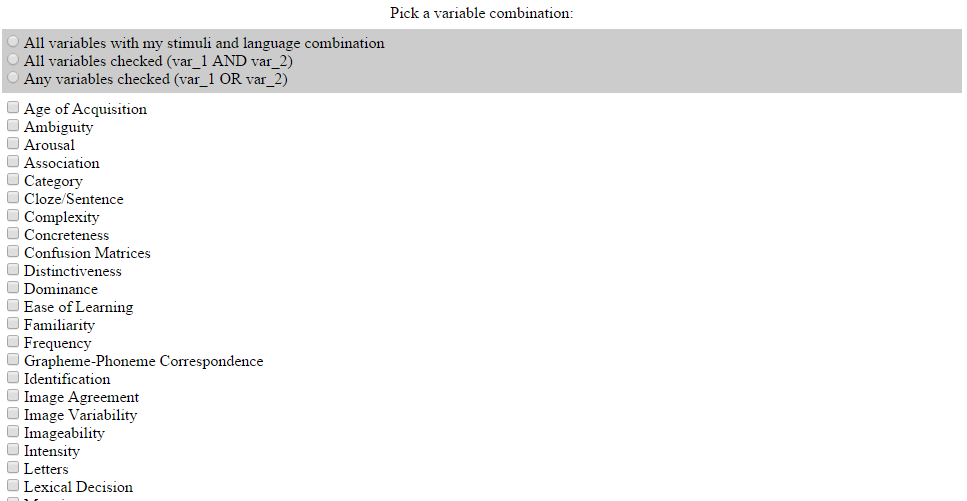 Pick a variable combination:
All variables with my stimuli and language combination
All variables checked (var_1 AND var_2)
Any variables checked (var_1 OR var_2)
Age of Acquisition
Ambiguity
Arousal
Association
Category
Cloze/Sentence
Complexity
Concreteness
Confusion Matrices
Distinctiveness
Dominance
Ease of Learning
Familiarity
Frequency
Grapheme-Phoneme Correspondence
Identification
Image Agreement
Image Variability
Imageability
Intensity
Letters
Lexical Decision